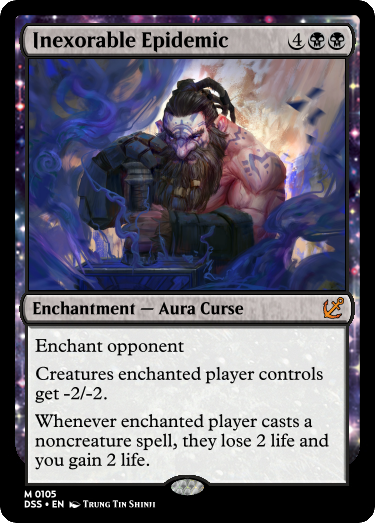 Inexorable Epidemic 4
Enchantment — Aura Curse
Enchant opponent
Creatures enchanted player controls
get -2/-2.
Whenever enchanted player casts a
noncreature spell, they lose 2 life and
you gain 2 life.
M 0105
DSS • EN Trung Tin Shinji